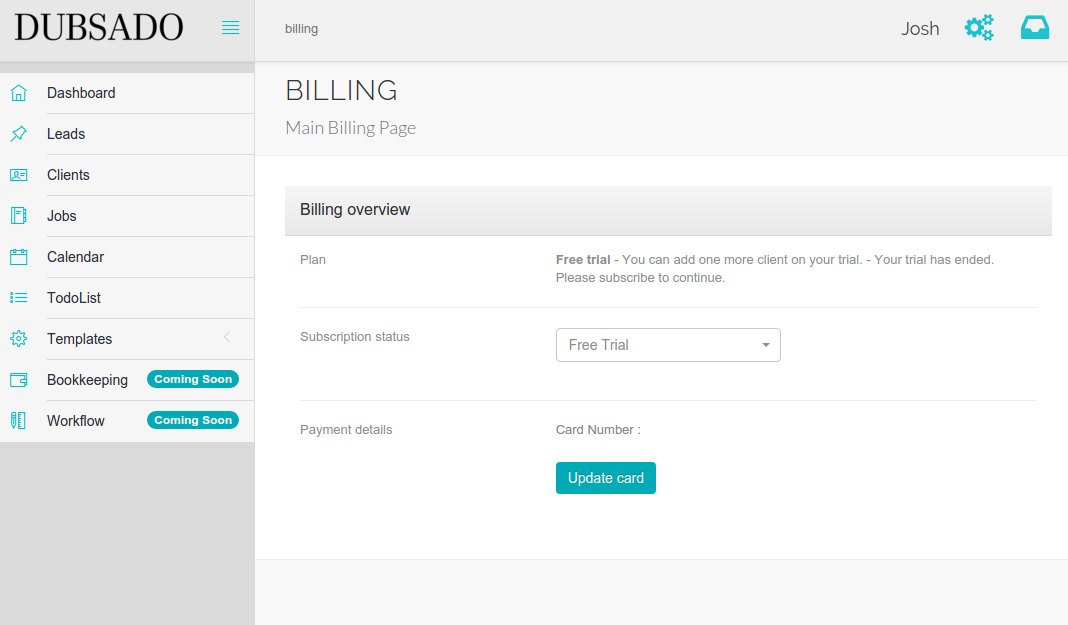 DUBSADO
billing
Josh
Dashboard
Leads
Clients
Jobs
Calendar
TodoList
Templates
Bookkeeping Coming Soon
Workflow Coming Soon
BILLING
Main Billing Page
Billing overview
Plan
Free trial - You can add one more client on your trial. - Your trial has ended.
Please subscribe to continue.
Subscription status
Free Trial
Payment details
Card Number :
Update card